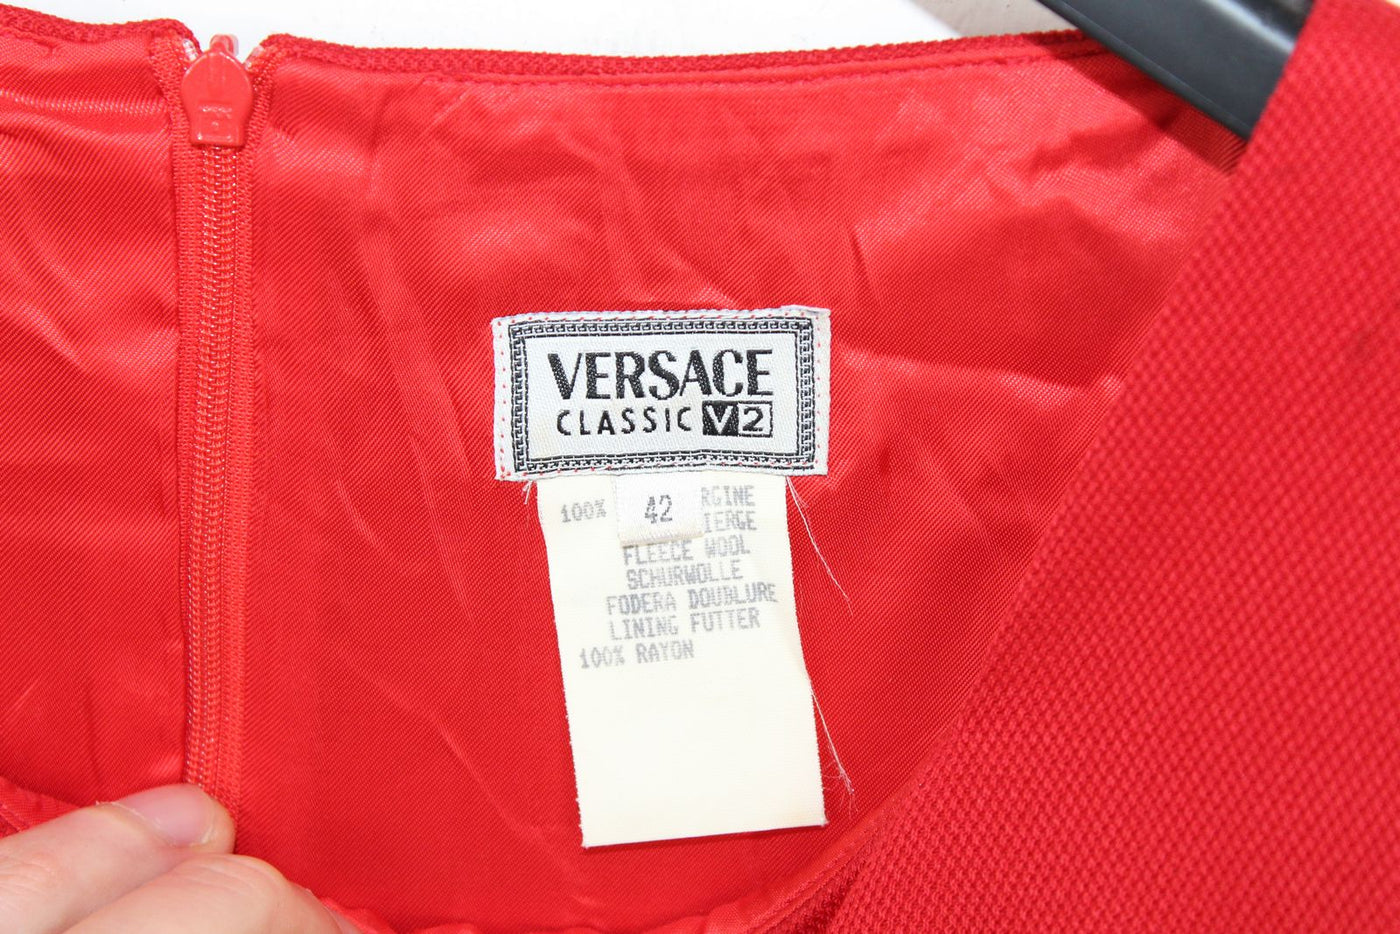 VERSACE
CLASSIC V2
42
100% RGINE
IERGE
FLEECE WOOL
SCHURWOLLE
FODERA DOUBLURE
LINING FUTTER
100% RAYON